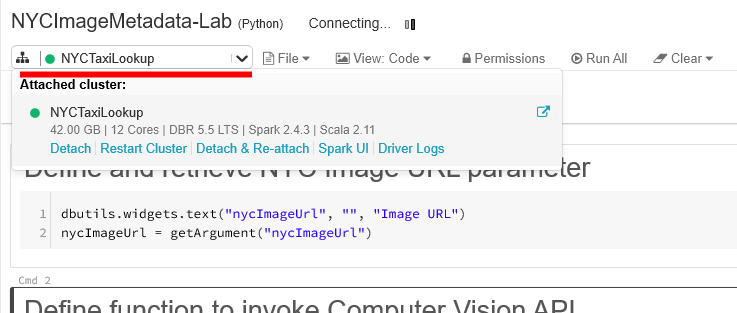 NYCImageMetadata-Lab (Python) Connecting...
NYCTaxiLookup File View: Code Permissions Run All Clear
Attached cluster:
NYCTaxiLookup
42.00 GB | 12 Cores | DBR 5.5 LTS | Spark 2.4.3 | Scala 2.11
Detach Restart Cluster Detach & Re-attach Spark UI Driver Logs
Define and retrieve NYC Image URL parameter
1 dbutils.widgets.text("nycImageUrl", "", "Image URL")
2 nycImageUrl = getArgument("nycImageUrl")
Cmd 2
Define function to invoke Computer Vision API